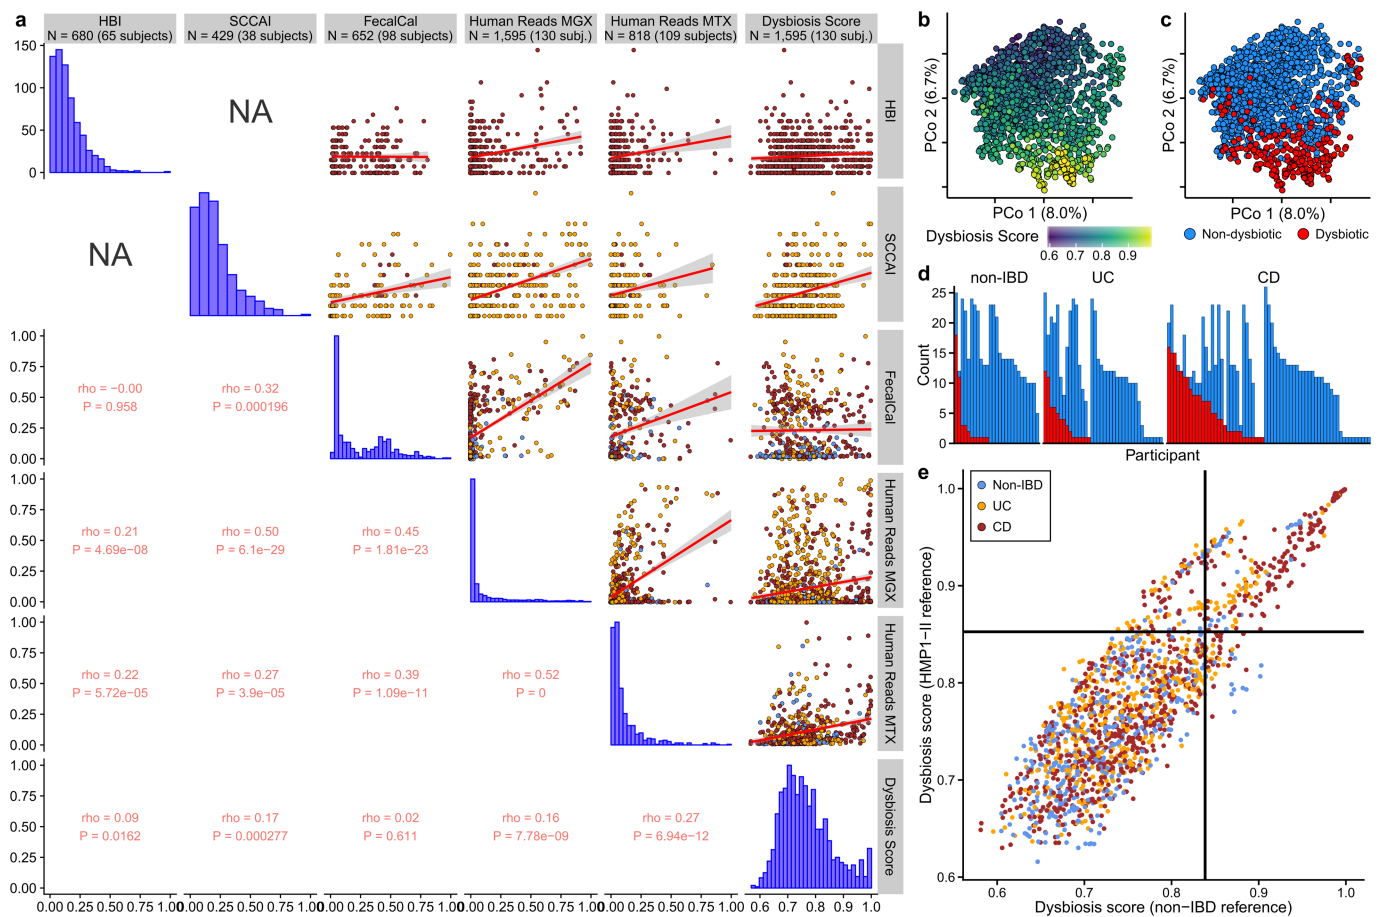 a
HBI
N = 680 (65 subjects)
SCCAI
N = 429 (38 subjects)
FecalCal
N = 652 (98 subjects)
Human Reads MGX
N = 1,595 (130 subj.)
Human Reads MTX
N = 818 (109 subjects)
Dysbiosis Score
N = 1,595 (130 subj.)
150
100
50
0
NA
HBI
NA
SCCAI
1.00
0.75
0.50
0.25
0.00
rho = −0.00
P = 0.958
rho = 0.32
P = 0.000196
FecalCal
1.00
0.75
0.50
0.25
0.00
rho = 0.21
P = 4.69e−08
rho = 0.50
P = 6.1e−29
rho = 0.45
P = 1.81e−23
Human Reads MGX
1.00
0.75
0.50
0.25
0.00
rho = 0.22
P = 5.72e−05
rho = 0.27
P = 3.9e−05
rho = 0.39
P = 1.09e−11
rho = 0.52
P = 0
Human Reads MTX
1.00
0.75
0.50
0.25
0.00
rho = 0.09
P = 0.0162
rho = 0.17
P = 0.000277
rho = 0.02
P = 0.611
rho = 0.16
P = 7.78e−09
rho = 0.27
P = 6.94e−12
Dysbiosis Score
0.00 0.25 0.50 0.75 1.00
0.00 0.25 0.50 0.75 1.00
0.00 0.25 0.50 0.75 1.00
0.00 0.25 0.50 0.75 1.00
0.00 0.25 0.50 0.75 1.00
0.6 0.7 0.8 0.9 1.0
b
PCo 2 (6.7%)
PCo 1 (8.0%)
Dysbiosis Score
0.6 0.7 0.8 0.9
c
PCo 2 (6.7%)
PCo 1 (8.0%)
Non-dysbiotic
Dysbiotic
d
non-IBD
UC
CD
25
20
15
10
5
0
Count
Participant
e
Non-IBD
UC
CD
1.0
0.9
0.8
0.7
0.6
Dysbiosis score (HMP1−II reference)
0.6 0.7 0.8 0.9 1.0
Dysbiosis score (non-IBD reference)